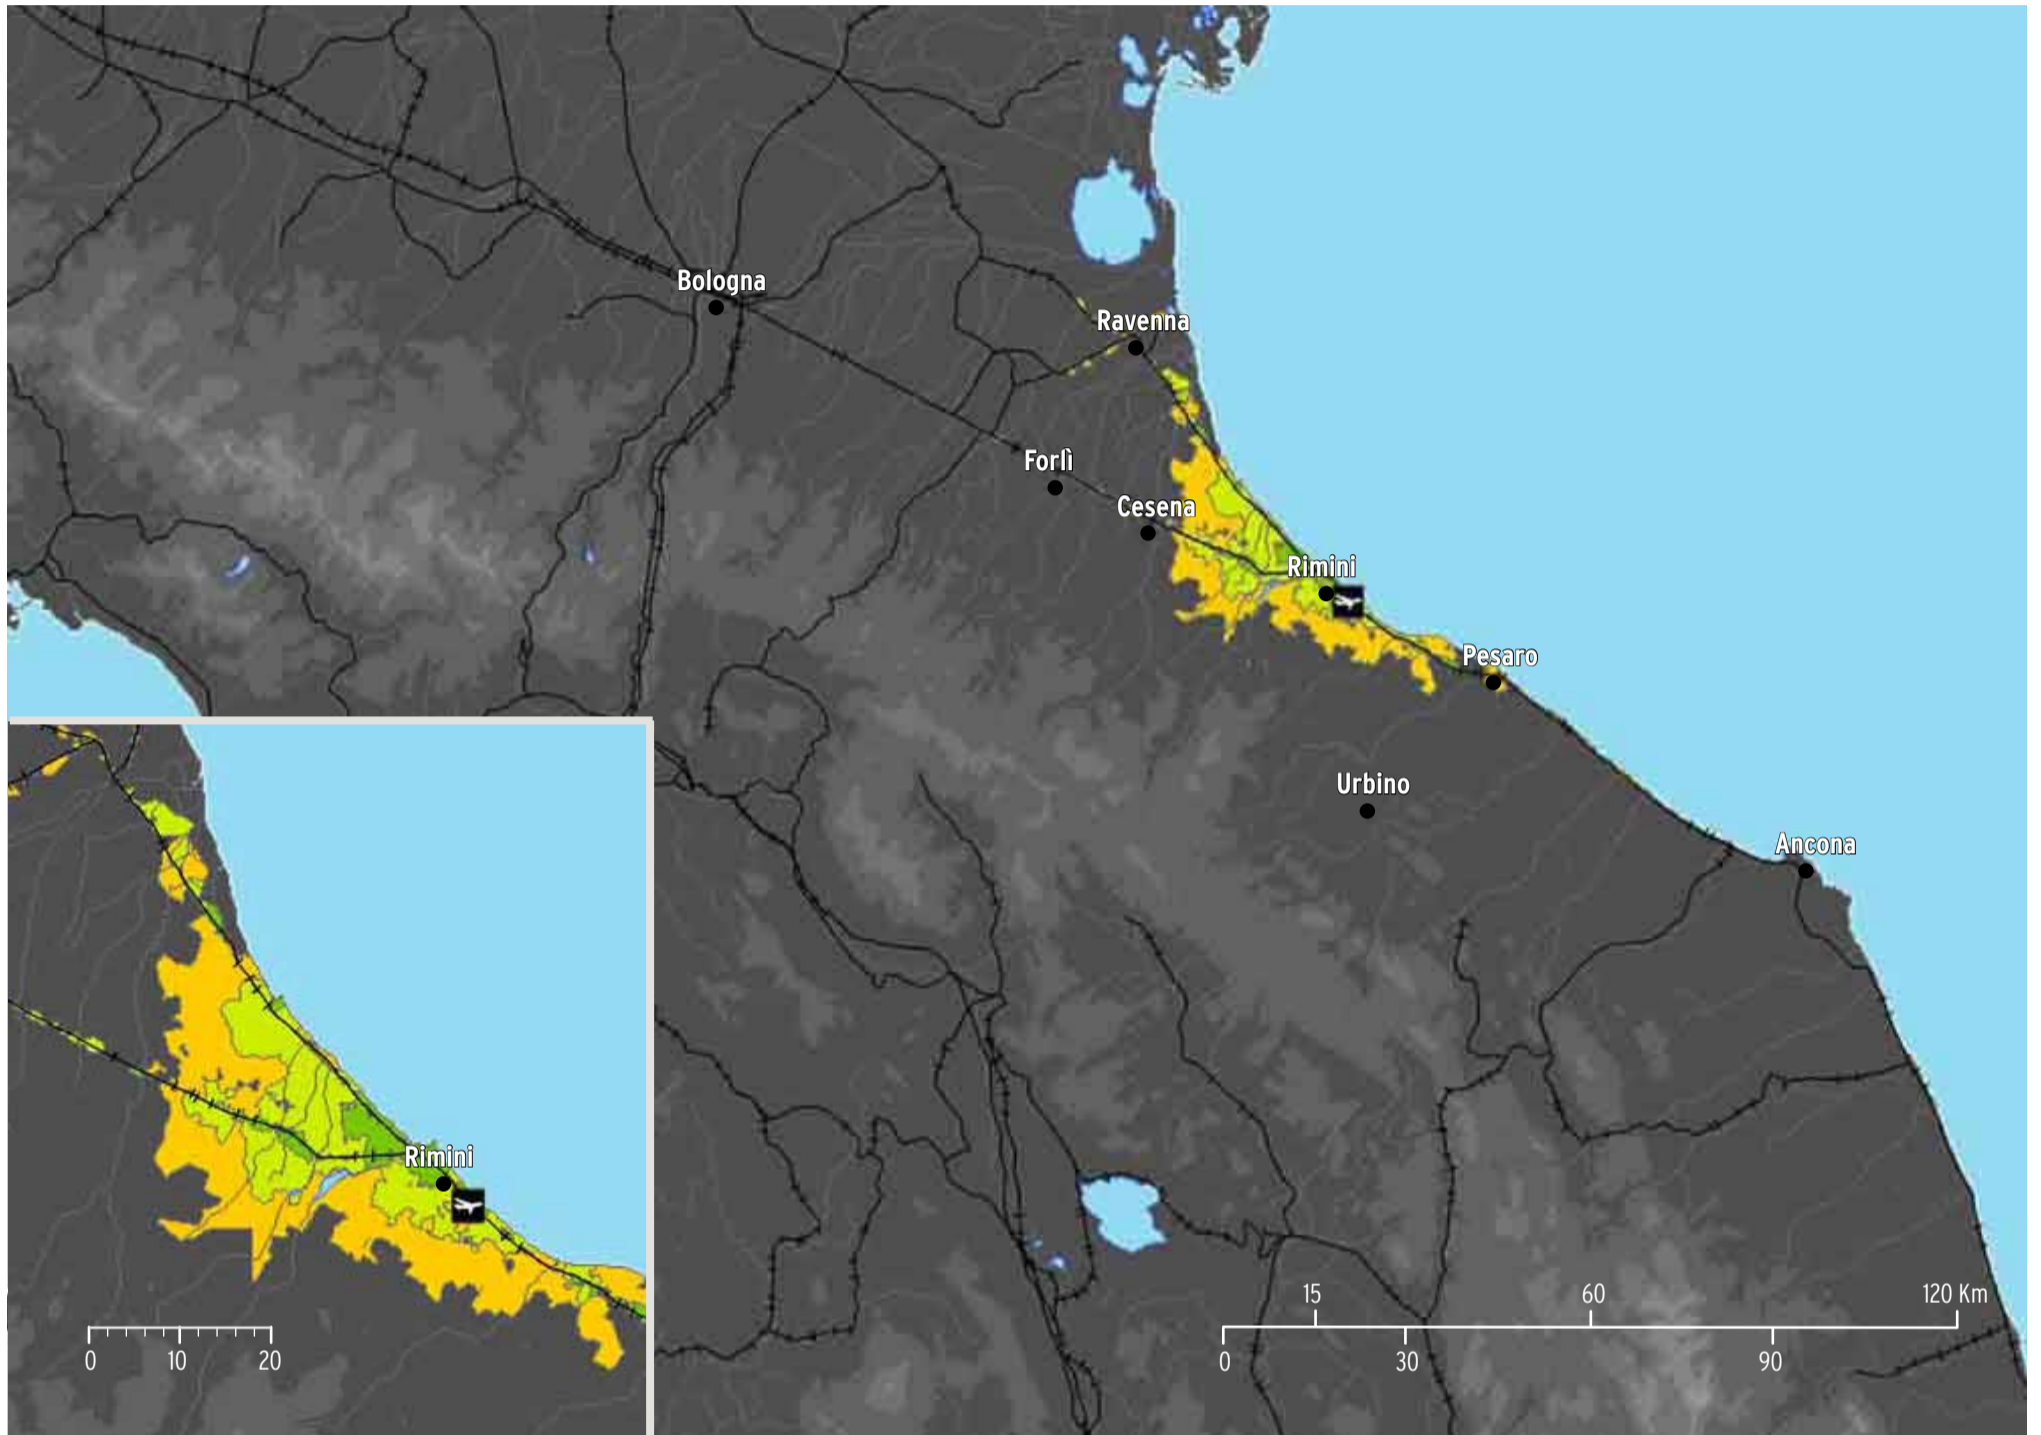 Bologna
Ravenna
Forlì
Cesena
Rimini
Pesaro
Urbino
Ancona
Rimini
0 10 20
15 60 120 Km
0 30 90